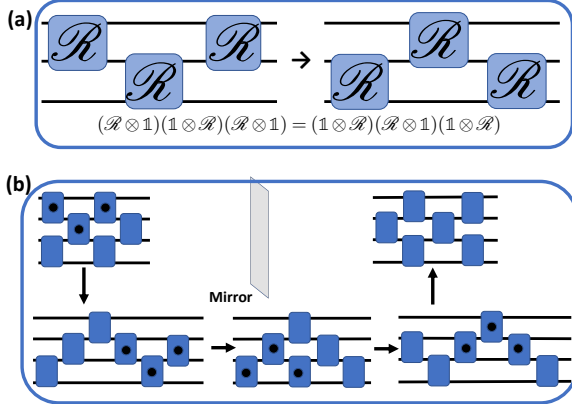 (a)
ℛ ℛ → ℛ
ℛ ℛ ℛ
(ℛ ⊗ 𝟙)(𝟙 ⊗ ℛ)(ℛ ⊗ 𝟙) = (𝟙 ⊗ ℛ)(ℛ ⊗ 𝟙)(𝟙 ⊗ ℛ)
(b)
Mirror